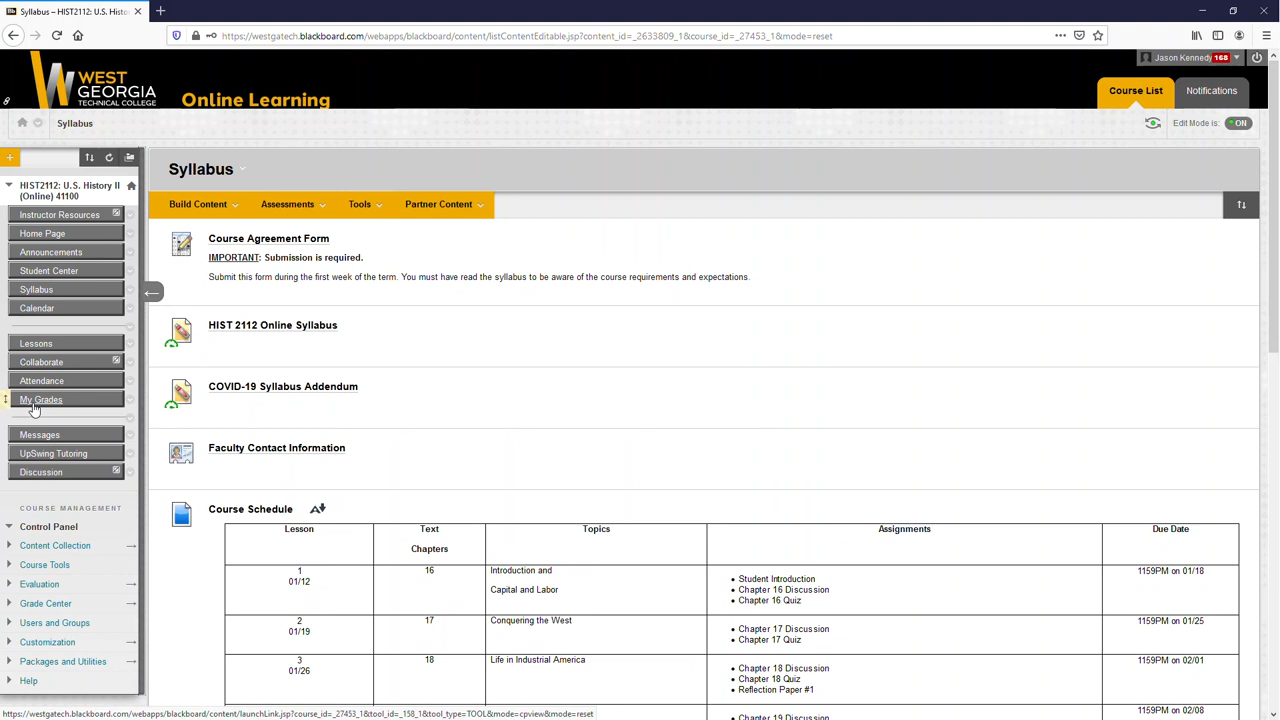 Syllabus – HIST2112: U.S. Histo
https://westgatech.blackboard.com/webapps/blackboard/content/listContentEditable.jsp?content_id=_2633809_1&course_id=_27453_1&mode=reset
WEST
GEORGIA
TECHNICAL COLLEGE
Online Learning
Jason Kennedy 168
Course List
Notifications
Syllabus
Edit Mode is: ON
HIST2112: U.S. History II
(Online) 41100
Instructor Resources
Home Page
Announcements
Student Center
Syllabus
Calendar
Lessons
Collaborate
Attendance
My Grades
Messages
UpSwing Tutoring
Discussion
COURSE MANAGEMENT
Control Panel
Content Collection
Course Tools
Evaluation
Grade Center
Users and Groups
Customization
Packages and Utilities
Help
Syllabus
Build Content
Assessments
Tools
Partner Content
Course Agreement Form
IMPORTANT: Submission is required.
Submit this form during the first week of the term. You must have read the syllabus to be aware of the course requirements and expectations.
HIST 2112 Online Syllabus
COVID-19 Syllabus Addendum
Faculty Contact Information
Course Schedule
Lesson
Text
Chapters
Topics
Assignments
Due Date
1
01/12
16
Introduction and
Capital and Labor
• Student Introduction
• Chapter 16 Discussion
• Chapter 16 Quiz
1159PM on 01/18
2
01/19
17
Conquering the West
• Chapter 17 Discussion
• Chapter 17 Quiz
1159PM on 01/25
3
01/26
18
Life in Industrial America
• Chapter 18 Discussion
• Chapter 18 Quiz
• Reflection Paper #1
1159PM on 02/01
• Chapter 19 Discussion
1159PM on 02/08
https://westgatech.blackboard.com/webapps/blackboard/content/launchLink.jsp?course_id=_27453_1&tool_id=_158_1&tool_type=TOOL&mode=cpview&mode=reset